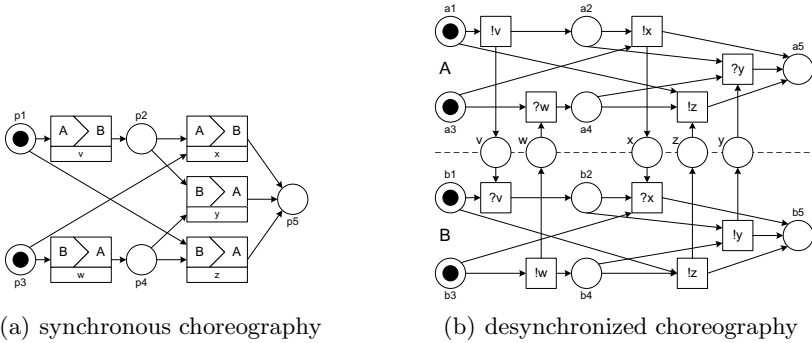 p1
A B
v
p2
A B
x
B A
y
p5
p3
B A
w
p4
B A
z
(a) synchronous choreography
a1
!v
a2
!x
a5
?y
A
a3
?w
a4
!z
v
w
x
z
y
b1
?v
b2
?x
b5
!y
B
b3
!w
b4
!z
(b) desynchronized choreography